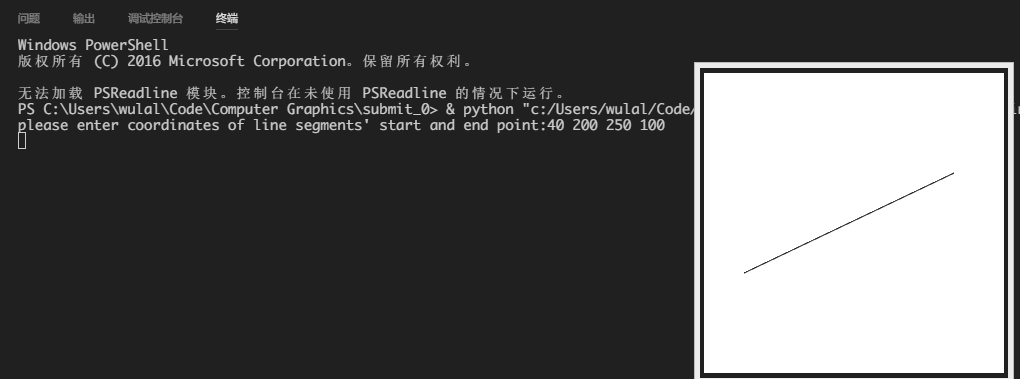 问题 输出 调试控制台 终端
Windows PowerShell
版权所有 (C) 2016 Microsoft Corporation。保留所有权利。
无法加载 PSReadline 模块。控制台在未使用 PSReadline 的情况下运行。
PS C:\Users\wulal\Code\Computer Graphics\submit_0> & python "c:/Users/wulal/Code/
please enter coordinates of line segments' start and end point:40 200 250 100